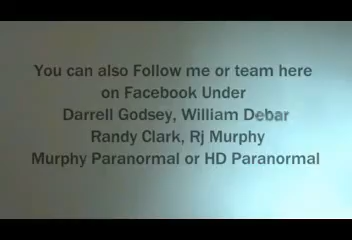 You can also Follow me or team here
on Facebook Under
Darrell Godsey, William Debar
Randy Clark, Rj Murphy
Murphy Paranormal or HD Paranormal